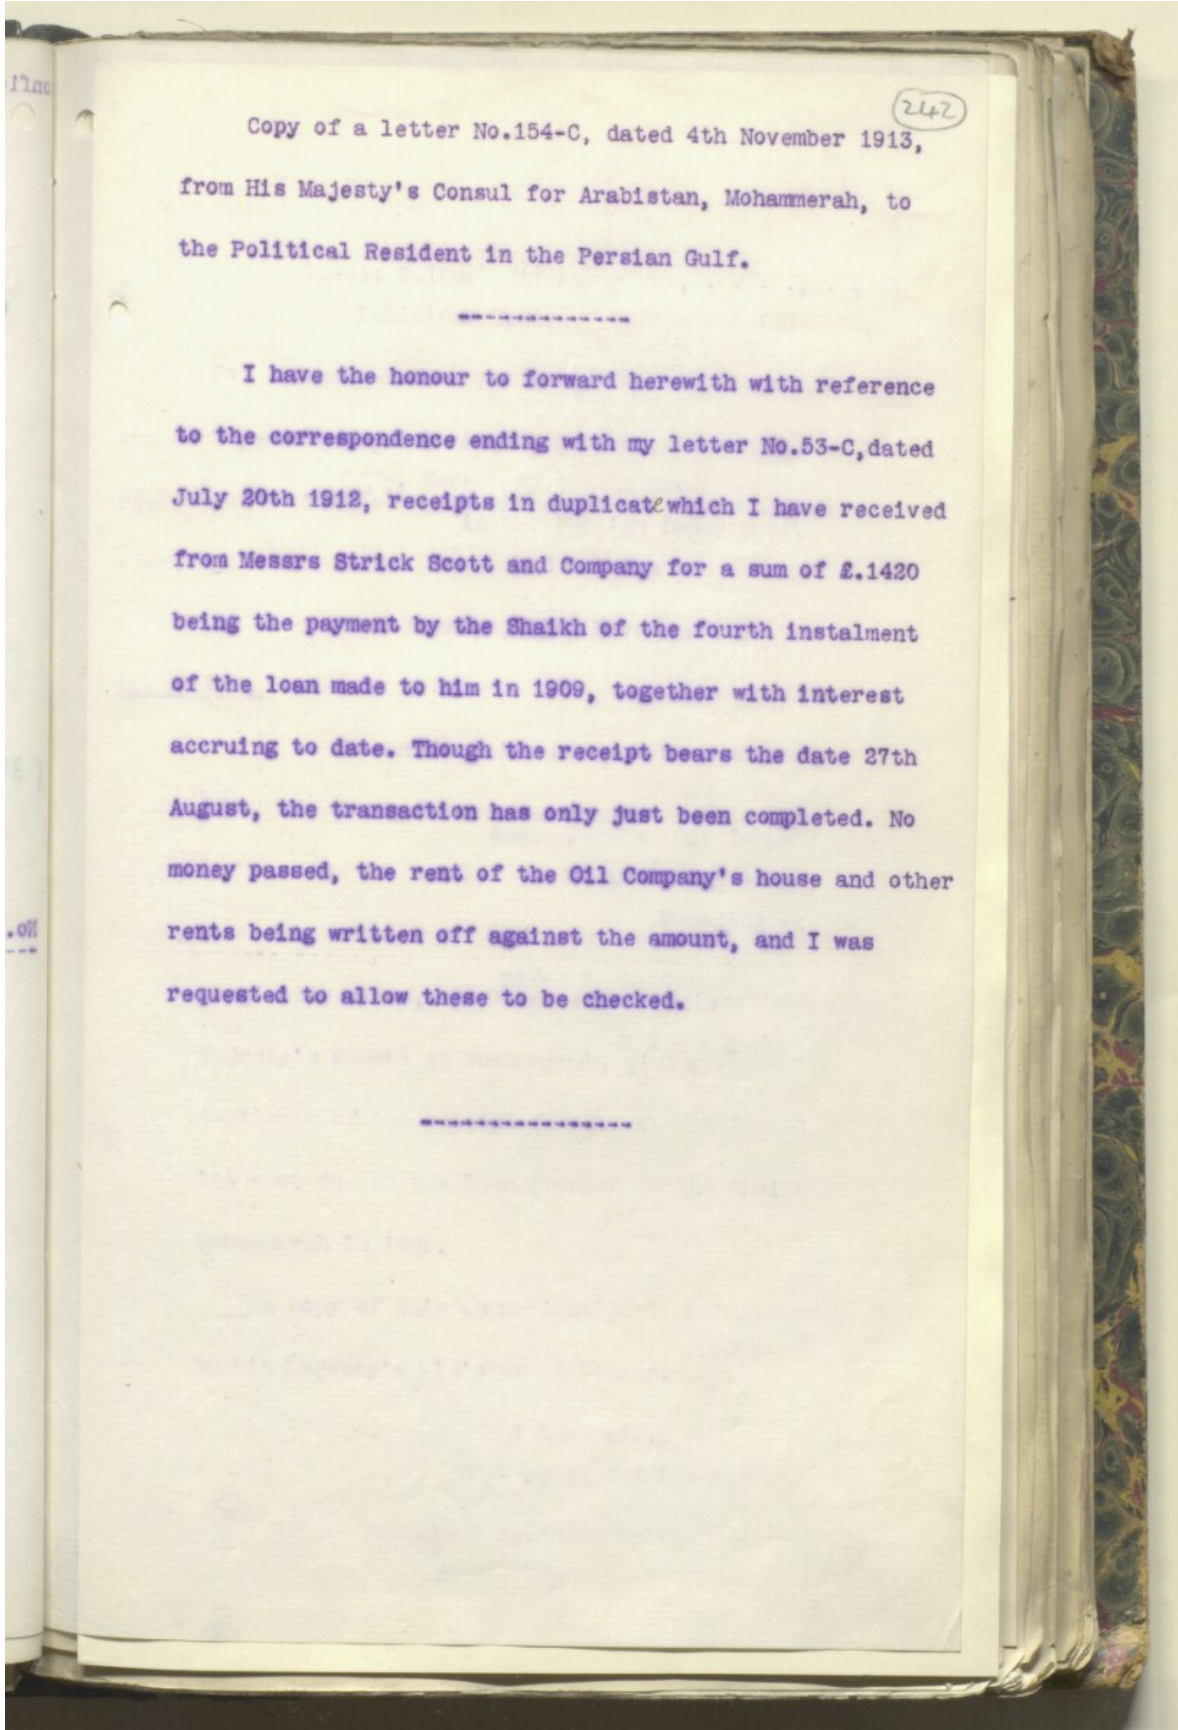 242
Copy of a letter No.154-C, dated 4th November 1913,
from His Majesty's Consul for Arabistan, Mohammerah, to
the Political Resident in the Persian Gulf.
-------------
I have the honour to forward herewith with reference
to the correspondence ending with my letter No.53-C,dated
July 20th 1912, receipts in duplicate which I have received
from Messrs Strick Scott and Company for a sum of £.1420
being the payment by the Shaikh of the fourth instalment
of the loan made to him in 1909, together with interest
accruing to date. Though the receipt bears the date 27th
August, the transaction has only just been completed. No
money passed, the rent of the Oil Company's house and other
rents being written off against the amount, and I was
requested to allow these to be checked.
----------------